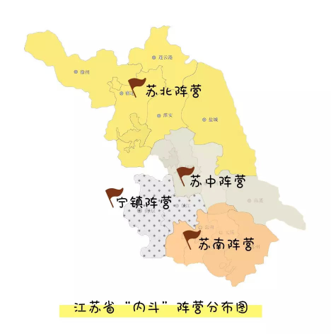 连云港
徐州
宿迁
苏北阵营
淮安
盐城
苏中阵营
宁镇阵营
苏南阵营
江苏省“内斗”阵营分布图